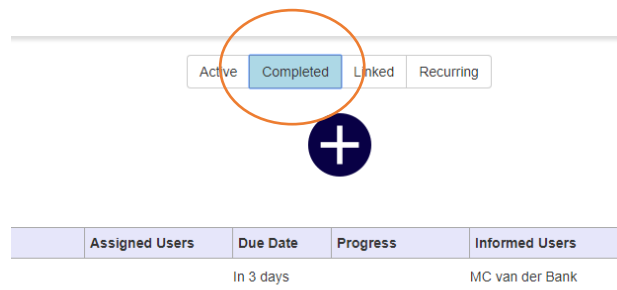 Active Completed Linked Recurring
Assigned Users Due Date Progress Informed Users
In 3 days MC van der Bank